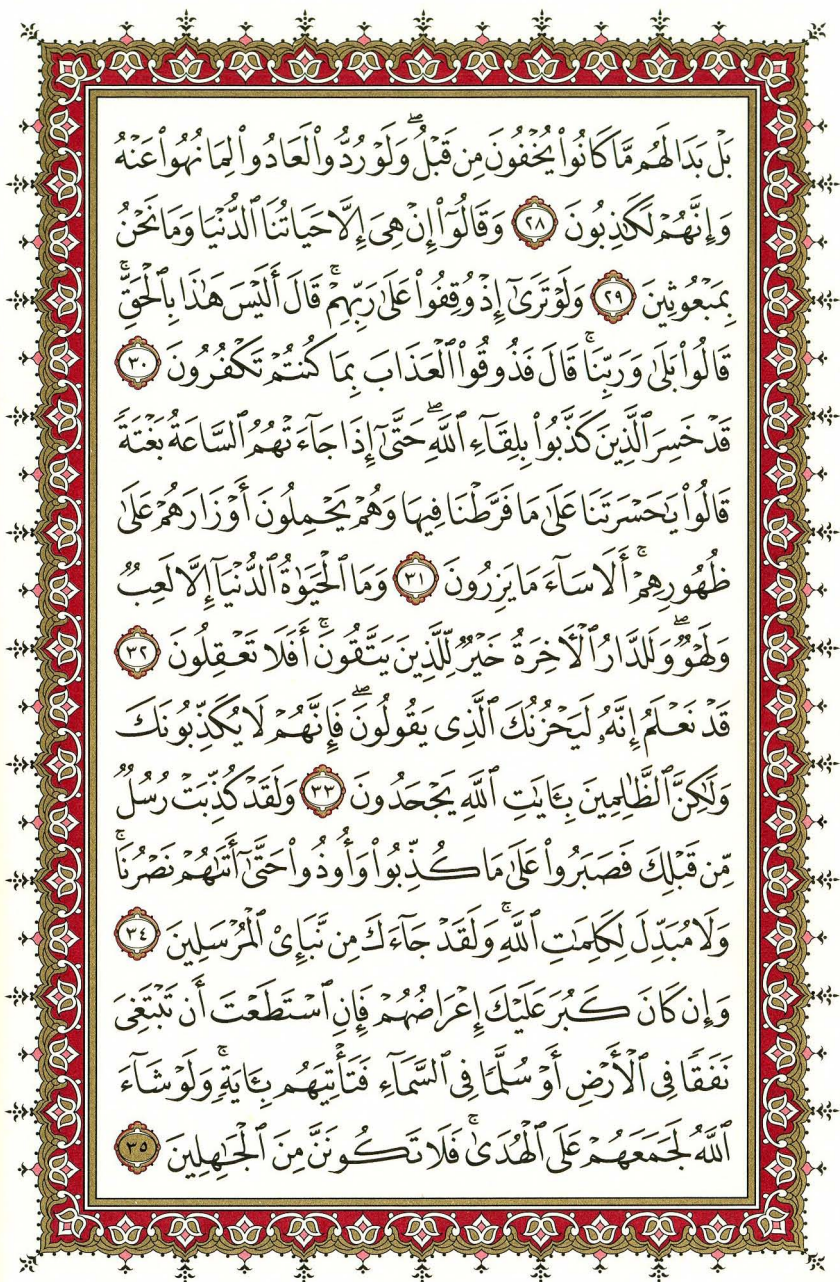 بَلْ بَدَا لَهُم مَّا كَانُوا۟ يُخْفُونَ مِن قَبْلُ ۖ وَلَوْ رُدُّوا۟ لَعَادُوا۟ لِمَا نُهُوا۟ عَنْهُ
وَإِنَّهُمْ لَكَـٰذِبُونَ ٢٨ وَقَالُوٓا۟ إِنْ هِىَ إِلَّا حَيَاتُنَا ٱلدُّنْيَا وَمَا نَحْنُ
بِمَبْعُوثِينَ ٢٩ وَلَوْ تَرَىٰٓ إِذْ وُقِفُوا۟ عَلَىٰ رَبِّهِمْ ۚ قَالَ أَلَيْسَ هَـٰذَا بِٱلْحَقِّ ۚ
قَالُوا۟ بَلَىٰ وَرَبِّنَا ۚ قَالَ فَذُوقُوا۟ ٱلْعَذَابَ بِمَا كُنتُمْ تَكْفُرُونَ ٣٠
قَدْ خَسِرَ ٱلَّذِينَ كَذَّبُوا۟ بِلِقَآءِ ٱللَّهِ ۖ حَتَّىٰٓ إِذَا جَآءَتْهُمُ ٱلسَّاعَةُ بَغْتَةً
قَالُوا۟ يَـٰحَسْرَتَنَا عَلَىٰ مَا فَرَّطْنَا فِيهَا وَهُمْ يَحْمِلُونَ أَوْزَارَهُمْ عَلَىٰ
ظُهُورِهِمْ ۚ أَلَا سَآءَ مَا يَزِرُونَ ٣١ وَمَا ٱلْحَيَوٰةُ ٱلدُّنْيَآ إِلَّا لَعِبٌ
وَلَهْوٌ ۖ وَلَلدَّارُ ٱلْـَٔاخِرَةُ خَيْرٌ لِّلَّذِينَ يَتَّقُونَ ۗ أَفَلَا تَعْقِلُونَ ٣٢
قَدْ نَعْلَمُ إِنَّهُۥ لَيَحْزُنُكَ ٱلَّذِى يَقُولُونَ ۖ فَإِنَّهُمْ لَا يُكَذِّبُونَكَ
وَلَـٰكِنَّ ٱلظَّـٰلِمِينَ بِـَٔايَـٰتِ ٱللَّهِ يَجْحَدُونَ ٣٣ وَلَقَدْ كُذِّبَتْ رُسُلٌ
مِّن قَبْلِكَ فَصَبَرُوا۟ عَلَىٰ مَا كُذِّبُوا۟ وَأُوذُوا۟ حَتَّىٰٓ أَتَىٰهُمْ نَصْرُنَا ۚ
وَلَا مُبَدِّلَ لِكَلِمَـٰتِ ٱللَّهِ ۚ وَلَقَدْ جَآءَكَ مِن نَّبَإِى۟ ٱلْمُرْسَلِينَ ٣٤
وَإِن كَانَ كَبُرَ عَلَيْكَ إِعْرَاضُهُمْ فَإِنِ ٱسْتَطَعْتَ أَن تَبْتَغِىَ
نَفَقًا فِى ٱلْأَرْضِ أَوْ سُلَّمًا فِى ٱلسَّمَآءِ فَتَأْتِيَهُم بِـَٔايَةٍ ۚ وَلَوْ شَآءَ
ٱللَّهُ لَجَمَعَهُمْ عَلَى ٱلْهُدَىٰ ۚ فَلَا تَكُونَنَّ مِنَ ٱلْجَـٰهِلِينَ ٣٥